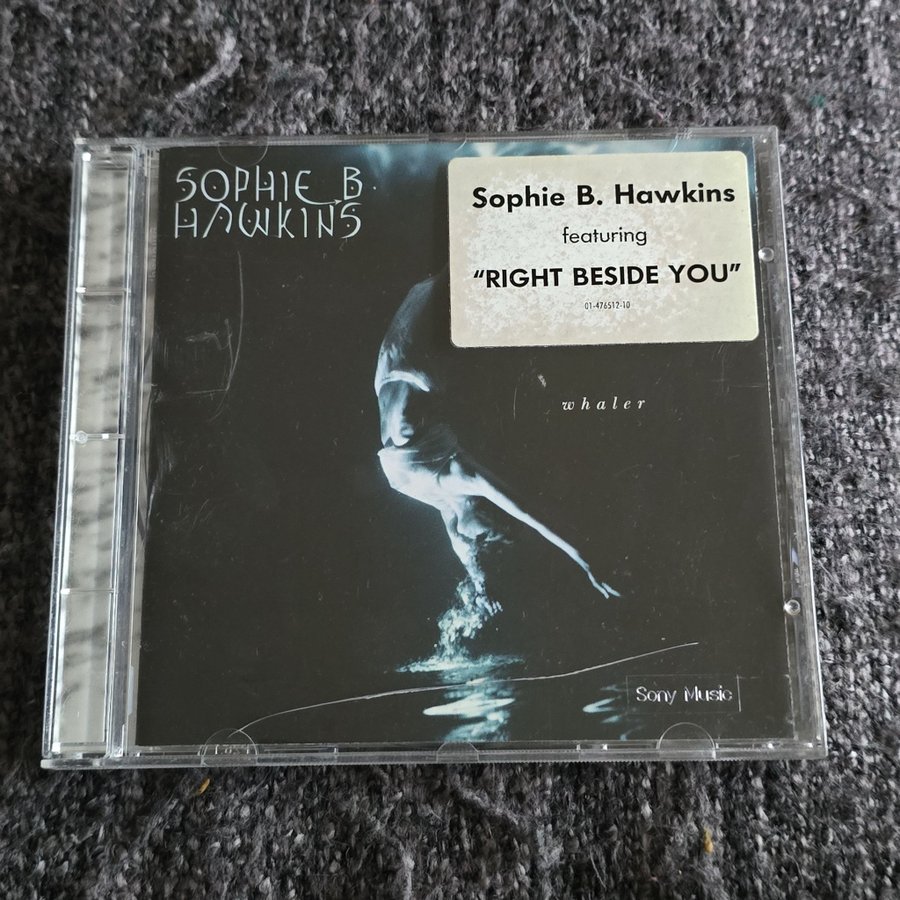 SOPHIE B.
HAWKINS
Sophie B. Hawkins
featuring
“RIGHT BESIDE YOU”
01-476512-10
whaler
Sony Music